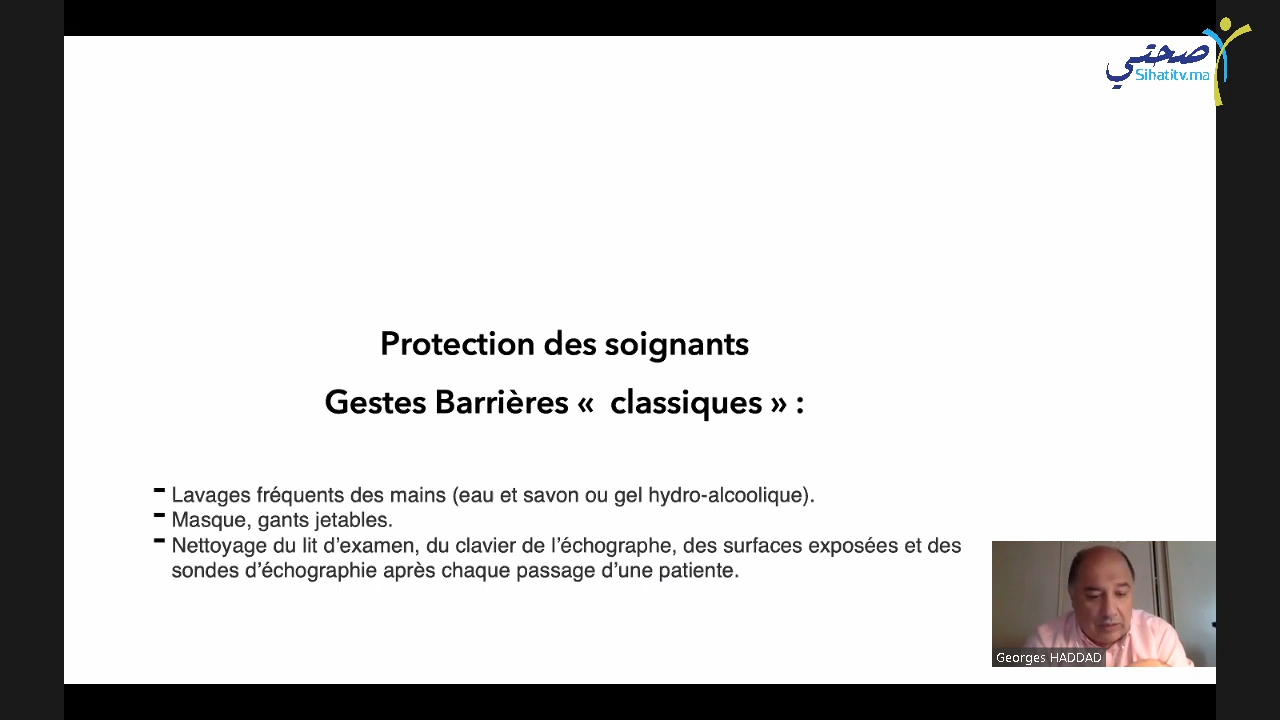 صحتي
Sihatitv.ma
Protection des soignants
Gestes Barrières «  classiques » :
- Lavages fréquents des mains (eau et savon ou gel hydro-alcoolique).
- Masque, gants jetables.
- Nettoyage du lit d’examen, du clavier de l’échographe, des surfaces exposées et des
sondes d’échographie après chaque passage d’une patiente.
Georges HADDAD